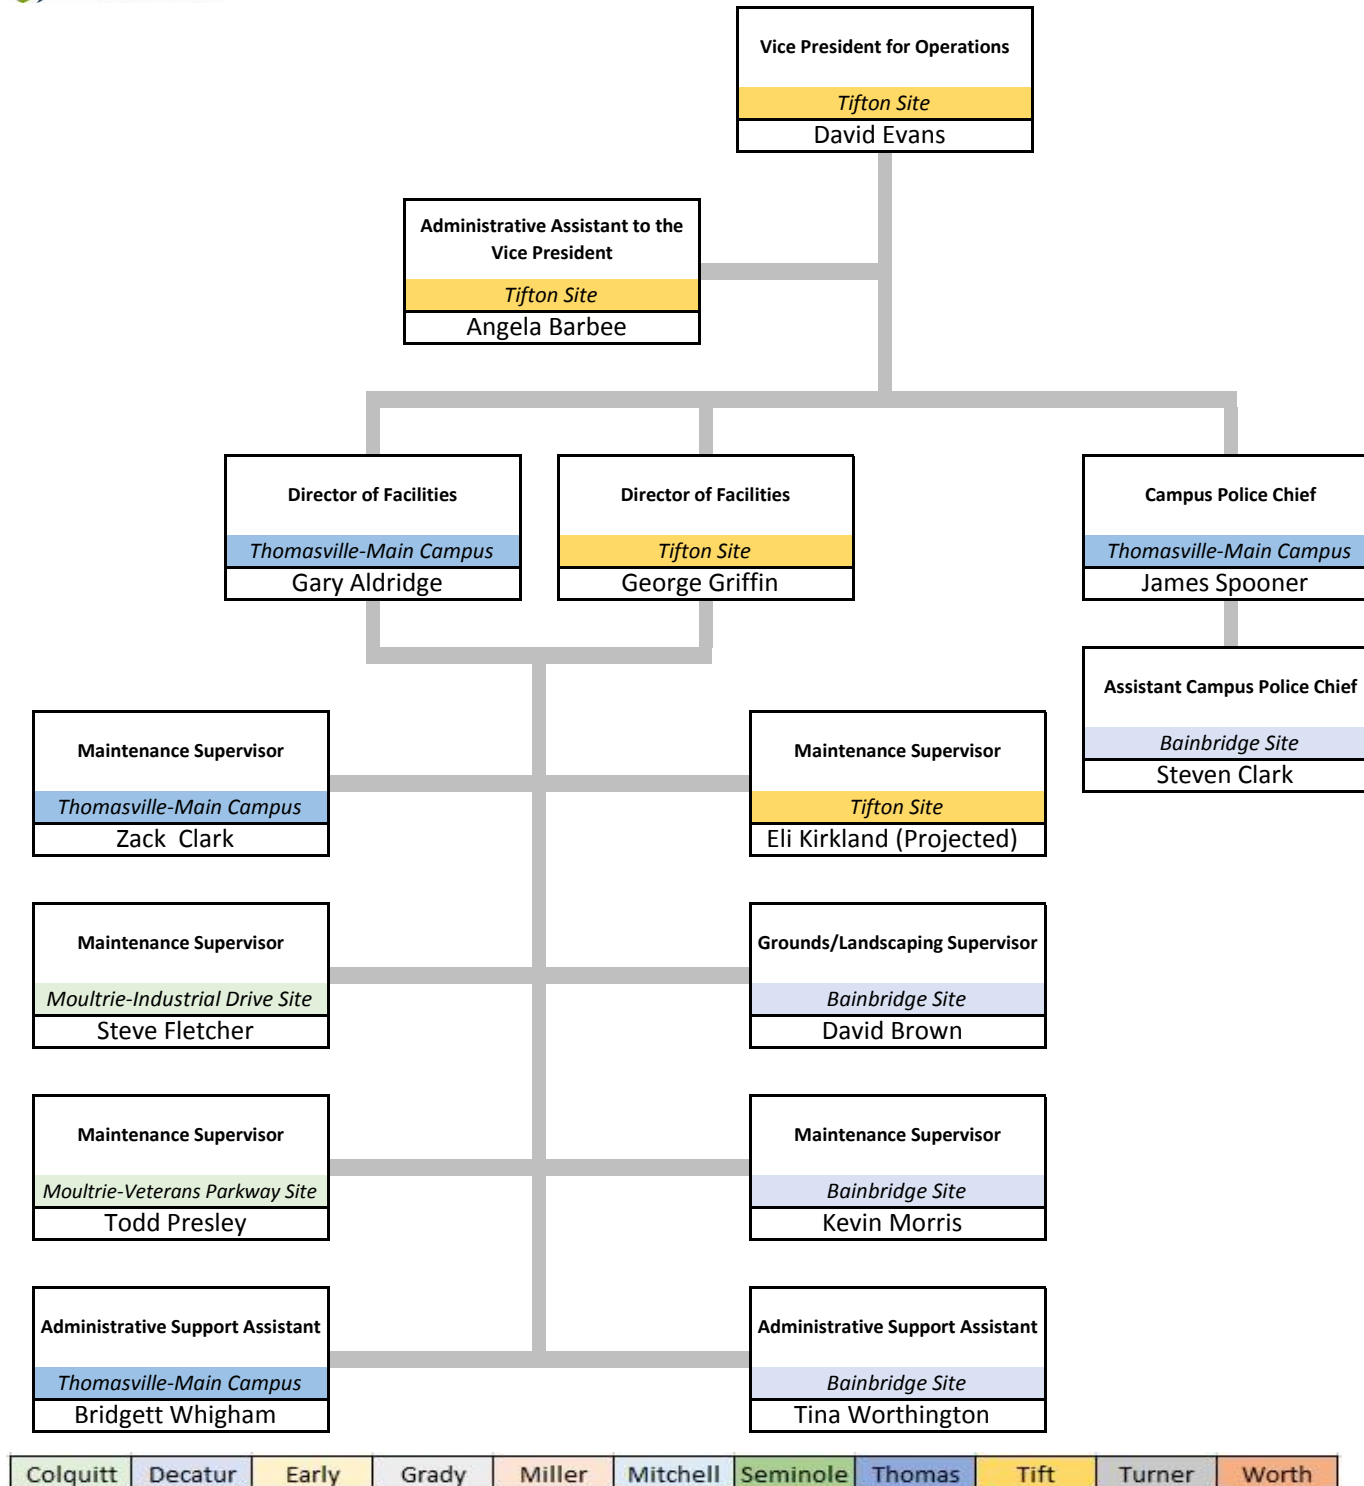 Vice President for Operations
Tifton Site
David Evans
Administrative Assistant to the
Vice President
Tifton Site
Angela Barbee
Director of Facilities
Thomasville-Main Campus
Gary Aldridge
Director of Facilities
Tifton Site
George Griffin
Campus Police Chief
Thomasville-Main Campus
James Spooner
Assistant Campus Police Chief
Bainbridge Site
Steven Clark
Maintenance Supervisor
Thomasville-Main Campus
Zack Clark
Maintenance Supervisor
Tifton Site
Eli Kirkland (Projected)
Maintenance Supervisor
Moultrie-Industrial Drive Site
Steve Fletcher
Grounds/Landscaping Supervisor
Bainbridge Site
David Brown
Maintenance Supervisor
Moultrie-Veterans Parkway Site
Todd Presley
Maintenance Supervisor
Bainbridge Site
Kevin Morris
Administrative Support Assistant
Thomasville-Main Campus
Bridgett Whigham
Administrative Support Assistant
Bainbridge Site
Tina Worthington
Colquitt Decatur Early Grady Miller Mitchell Seminole Thomas Tift Turner Worth